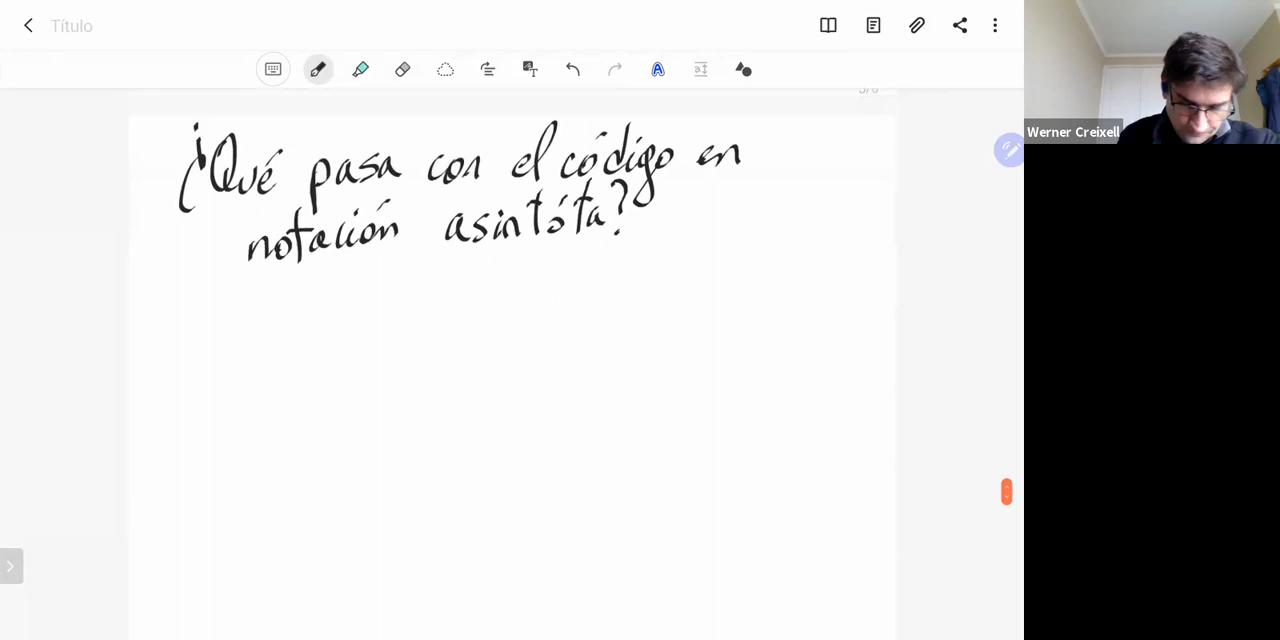 Título
¿Qué pasa con el código en
notación asintóta?
Werner Creixell